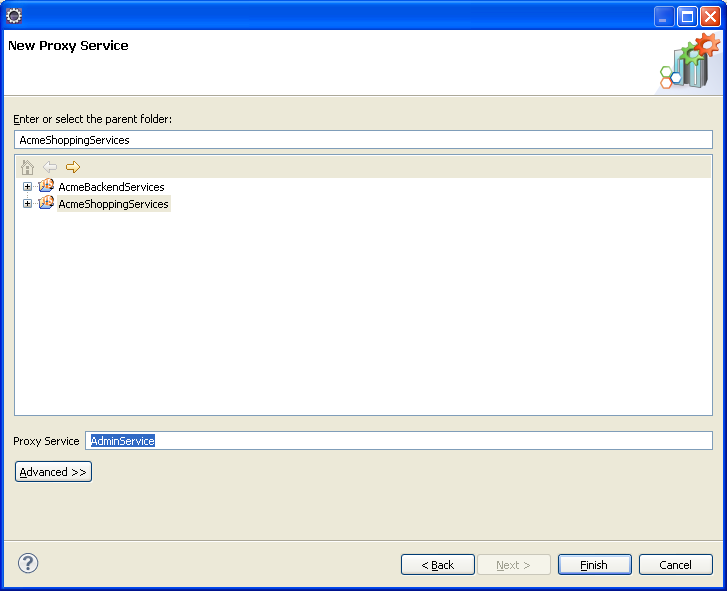 New Proxy Service
Enter or select the parent folder:
AcmeShoppingServices
AcmeBackendServices
AcmeShoppingServices
Proxy Service AdminService
Advanced >>
? < Back Next > Finish Cancel